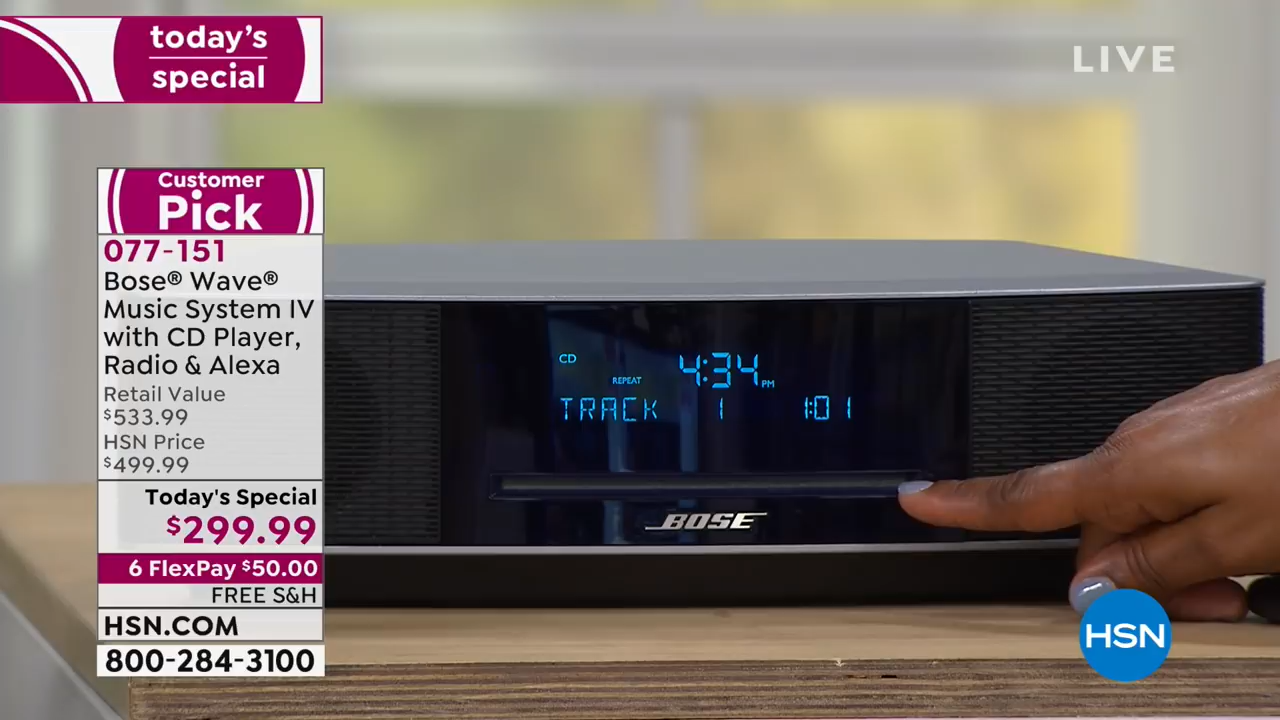 today's
special
LIVE
Customer
Pick
077-151
Bose® Wave®
Music System IV
with CD Player,
Radio & Alexa
Retail Value
$533.99
HSN Price
$499.99
Today's Special
$299.99
6 FlexPay $50.00
FREE S&H
HSN.COM
800-284-3100
CD
4:34 PM
REPEAT
TRACK 1 1:01
BOSE
HSN